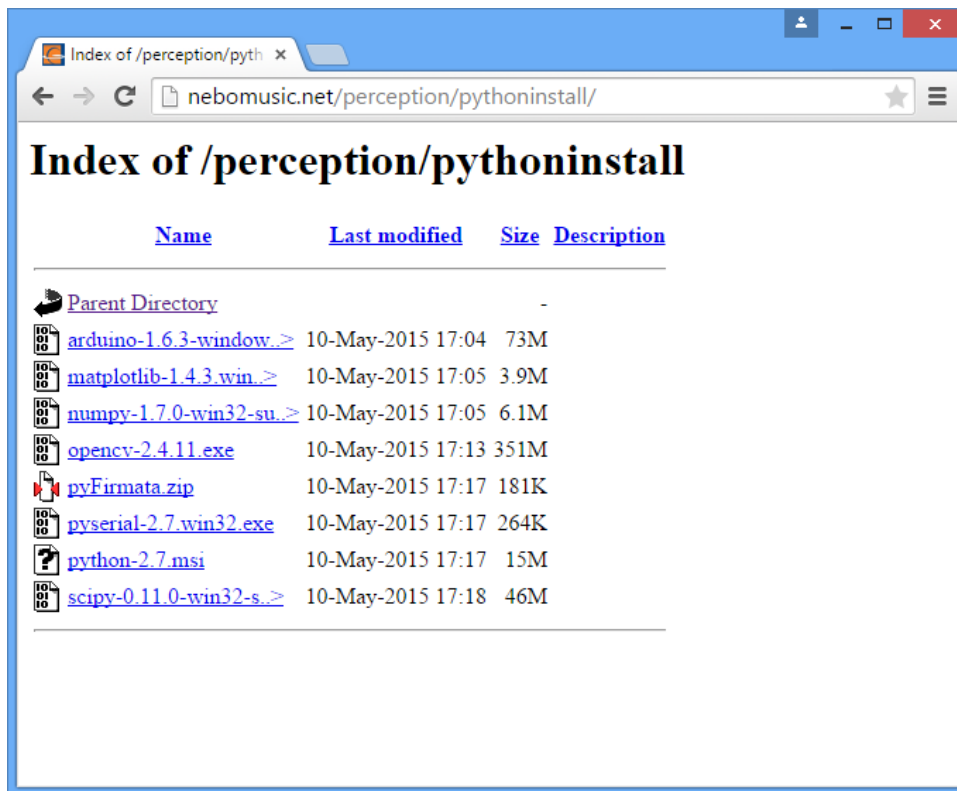 Index of /perception/pyth
nebomusic.net/perception/pythoninstall/
Index of /perception/pythoninstall
Name Last modified Size Description
Parent Directory -
arduino-1.6.3-window..> 10-May-2015 17:04 73M
matplotlib-1.4.3.win..> 10-May-2015 17:05 3.9M
numpy-1.7.0-win32-su..> 10-May-2015 17:05 6.1M
opencv-2.4.11.exe 10-May-2015 17:13 351M
pyFirmata.zip 10-May-2015 17:17 181K
pyserial-2.7.win32.exe 10-May-2015 17:17 264K
python-2.7.msi 10-May-2015 17:17 15M
scipy-0.11.0-win32-s..> 10-May-2015 17:18 46M